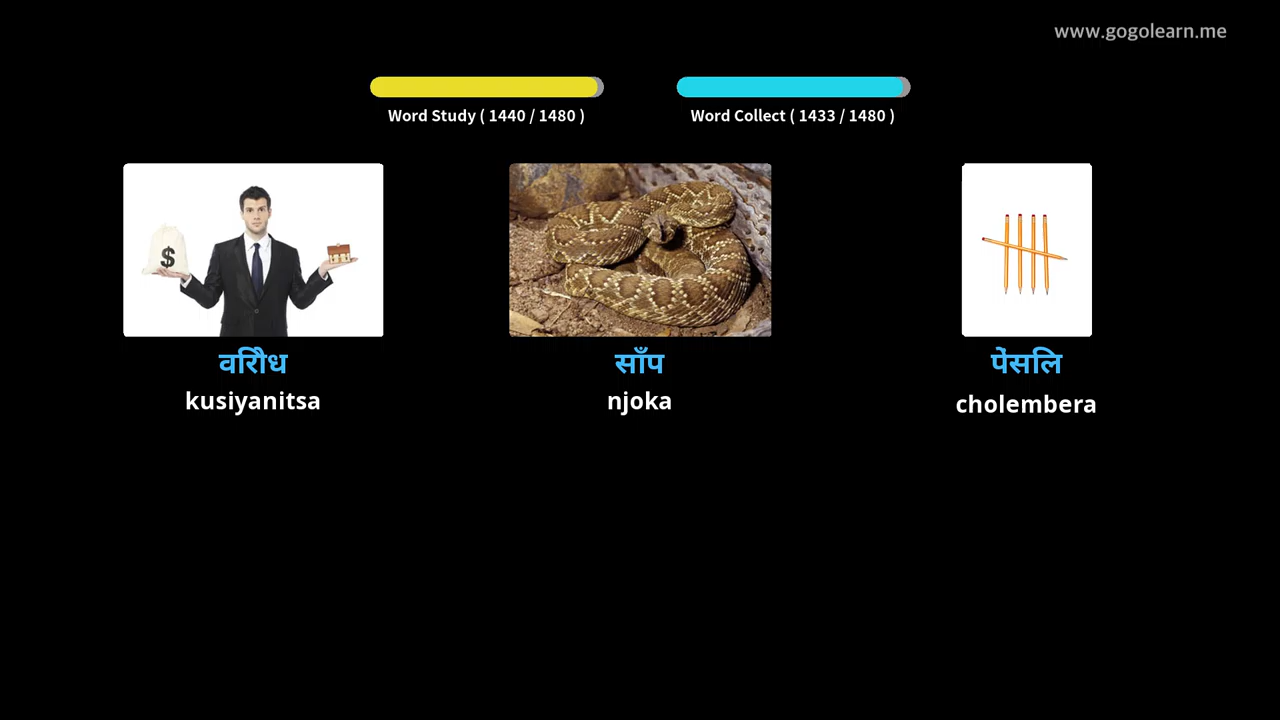 www.gogolearn.me
Word Study ( 1440 / 1480 )
Word Collect ( 1433 / 1480 )
$
वरिोध
साँप
पेंसलि
kusiyanitsa
njoka
cholembera